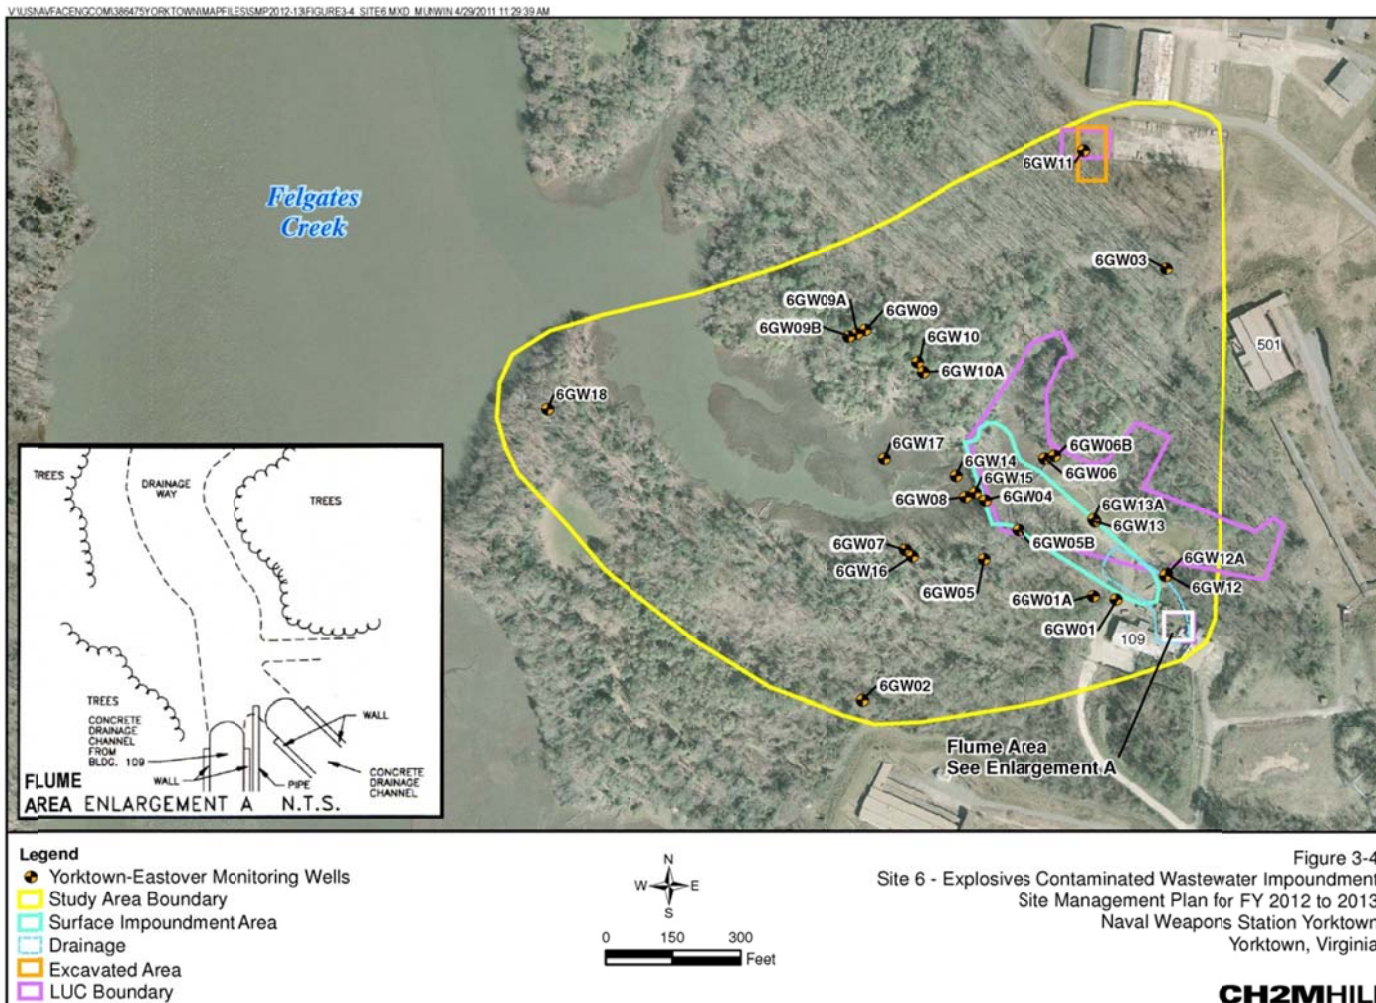 V:\USNAVFACENGCOM\386475YORKTOWN\MAPFILES\SMP2012-13\FIGURE3-4_SITE6.MXD MUNWIN 4/29/2011 11:29:39 AM
Felgates
Creek
6GW11
6GW03
6GW09A
6GW09
6GW09B
6GW10
6GW10A
501
6GW18
6GW17
6GW06B
6GW14
6GW06
6GW15
6GW08
6GW04
6GW13A
6GW13
6GW05B
6GW07
6GW16
6GW12A
6GW12
6GW05
6GW01A
6GW01
109
6GW02
Flume Area
See Enlargement A
TREES
DRAINAGE
WAY
TREES
TREES
CONCRETE
DRAINAGE
CHANNEL
FROM
BLDG. 109
WALL
WALL
PIPE
CONCRETE
DRAINAGE
CHANNEL
FLUME
AREA ENLARGEMENT A N.T.S.
Legend
Yorktown-Eastover Monitoring Wells
Study Area Boundary
Surface Impoundment Area
Drainage
Excavated Area
LUC Boundary
N
W E
S
0 150 300
Feet
Figure 3-4
Site 6 - Explosives Contaminated Wastewater Impoundment
Site Management Plan for FY 2012 to 2013
Naval Weapons Station Yorktown
Yorktown, Virginia
CH2MHILL